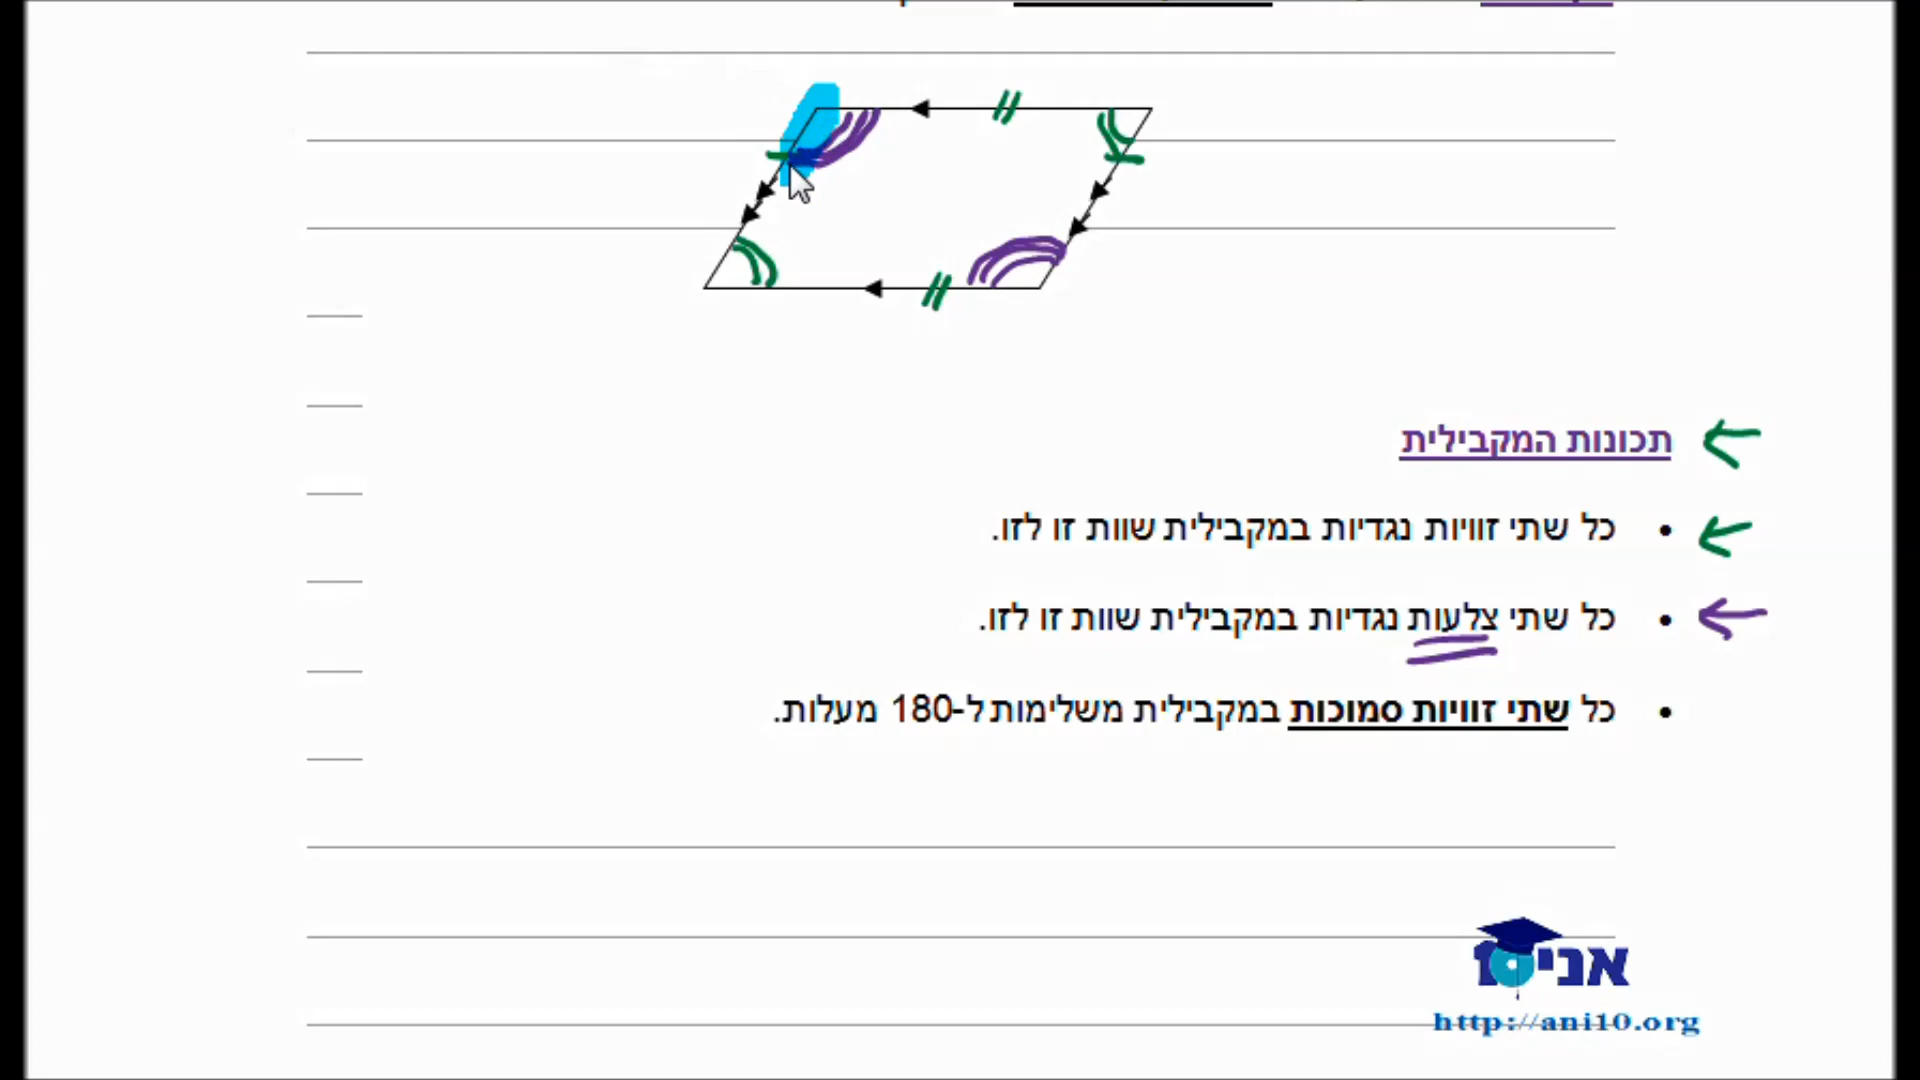 תכונות המקבילית
כל שתי זוויות נגדיות במקבילית שוות זו לזו.
כל שתי צלעות נגדיות במקבילית שוות זו לזו.
כל שתי זוויות סמוכות במקבילית משלימות ל-180 מעלות.
אני10
http://ani10.org